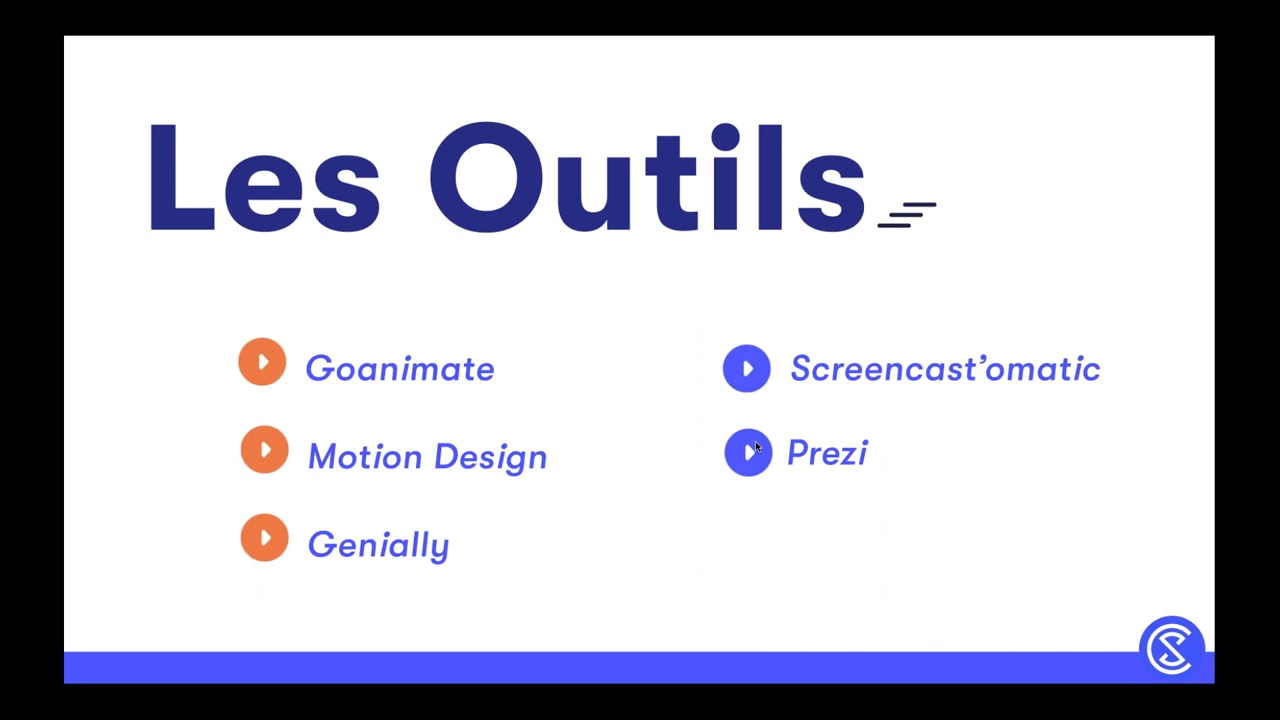 Les Outils
Goanimate
Motion Design
Genially
Screencast’omatic
Prezi